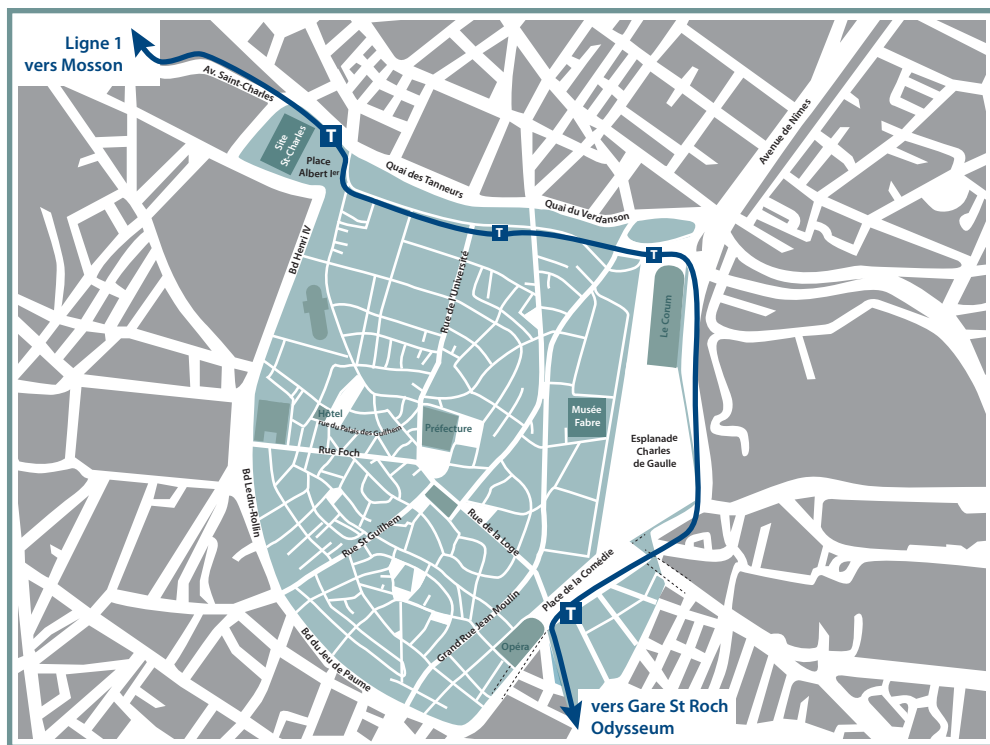 Ligne 1
vers Mosson
Av. Saint-Charles
Avenue de Nîmes
T
Site
St-Charles
Place
Albert Ier
Quai des Tanneurs
Quai du Verdanson
T
T
Bd Henri IV
Rue de l'Université
Le Corum
Musée
Fabre
Hôtel
rue du Palais des Guilhem
Préfecture
Esplanade
Charles
de Gaulle
Rue Foch
Bd Ledru-Rollin
Rue St Guilhem
Rue de la Loge
Place de la Comédie
T
Grand Rue Jean Moulin
Opéra
Bd du Jeu de Paume
vers Gare St Roch
Odysseum